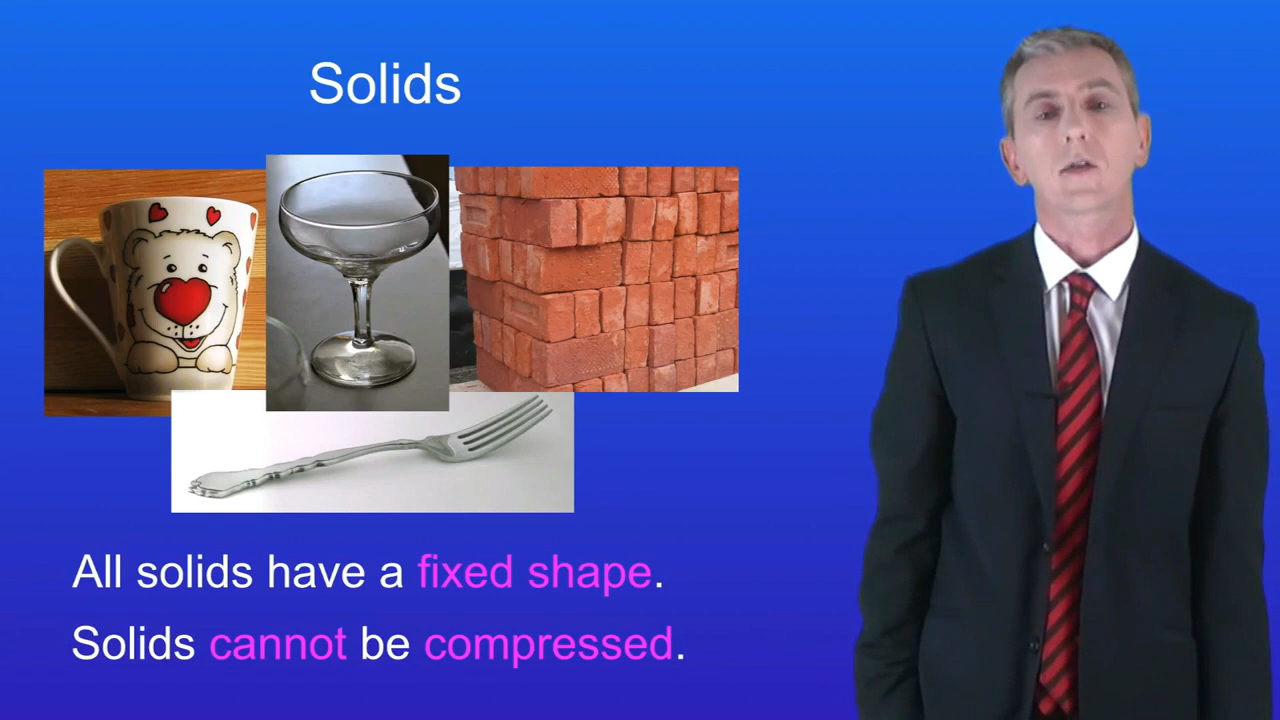 Solids
All solids have a fixed shape.
Solids cannot be compressed.